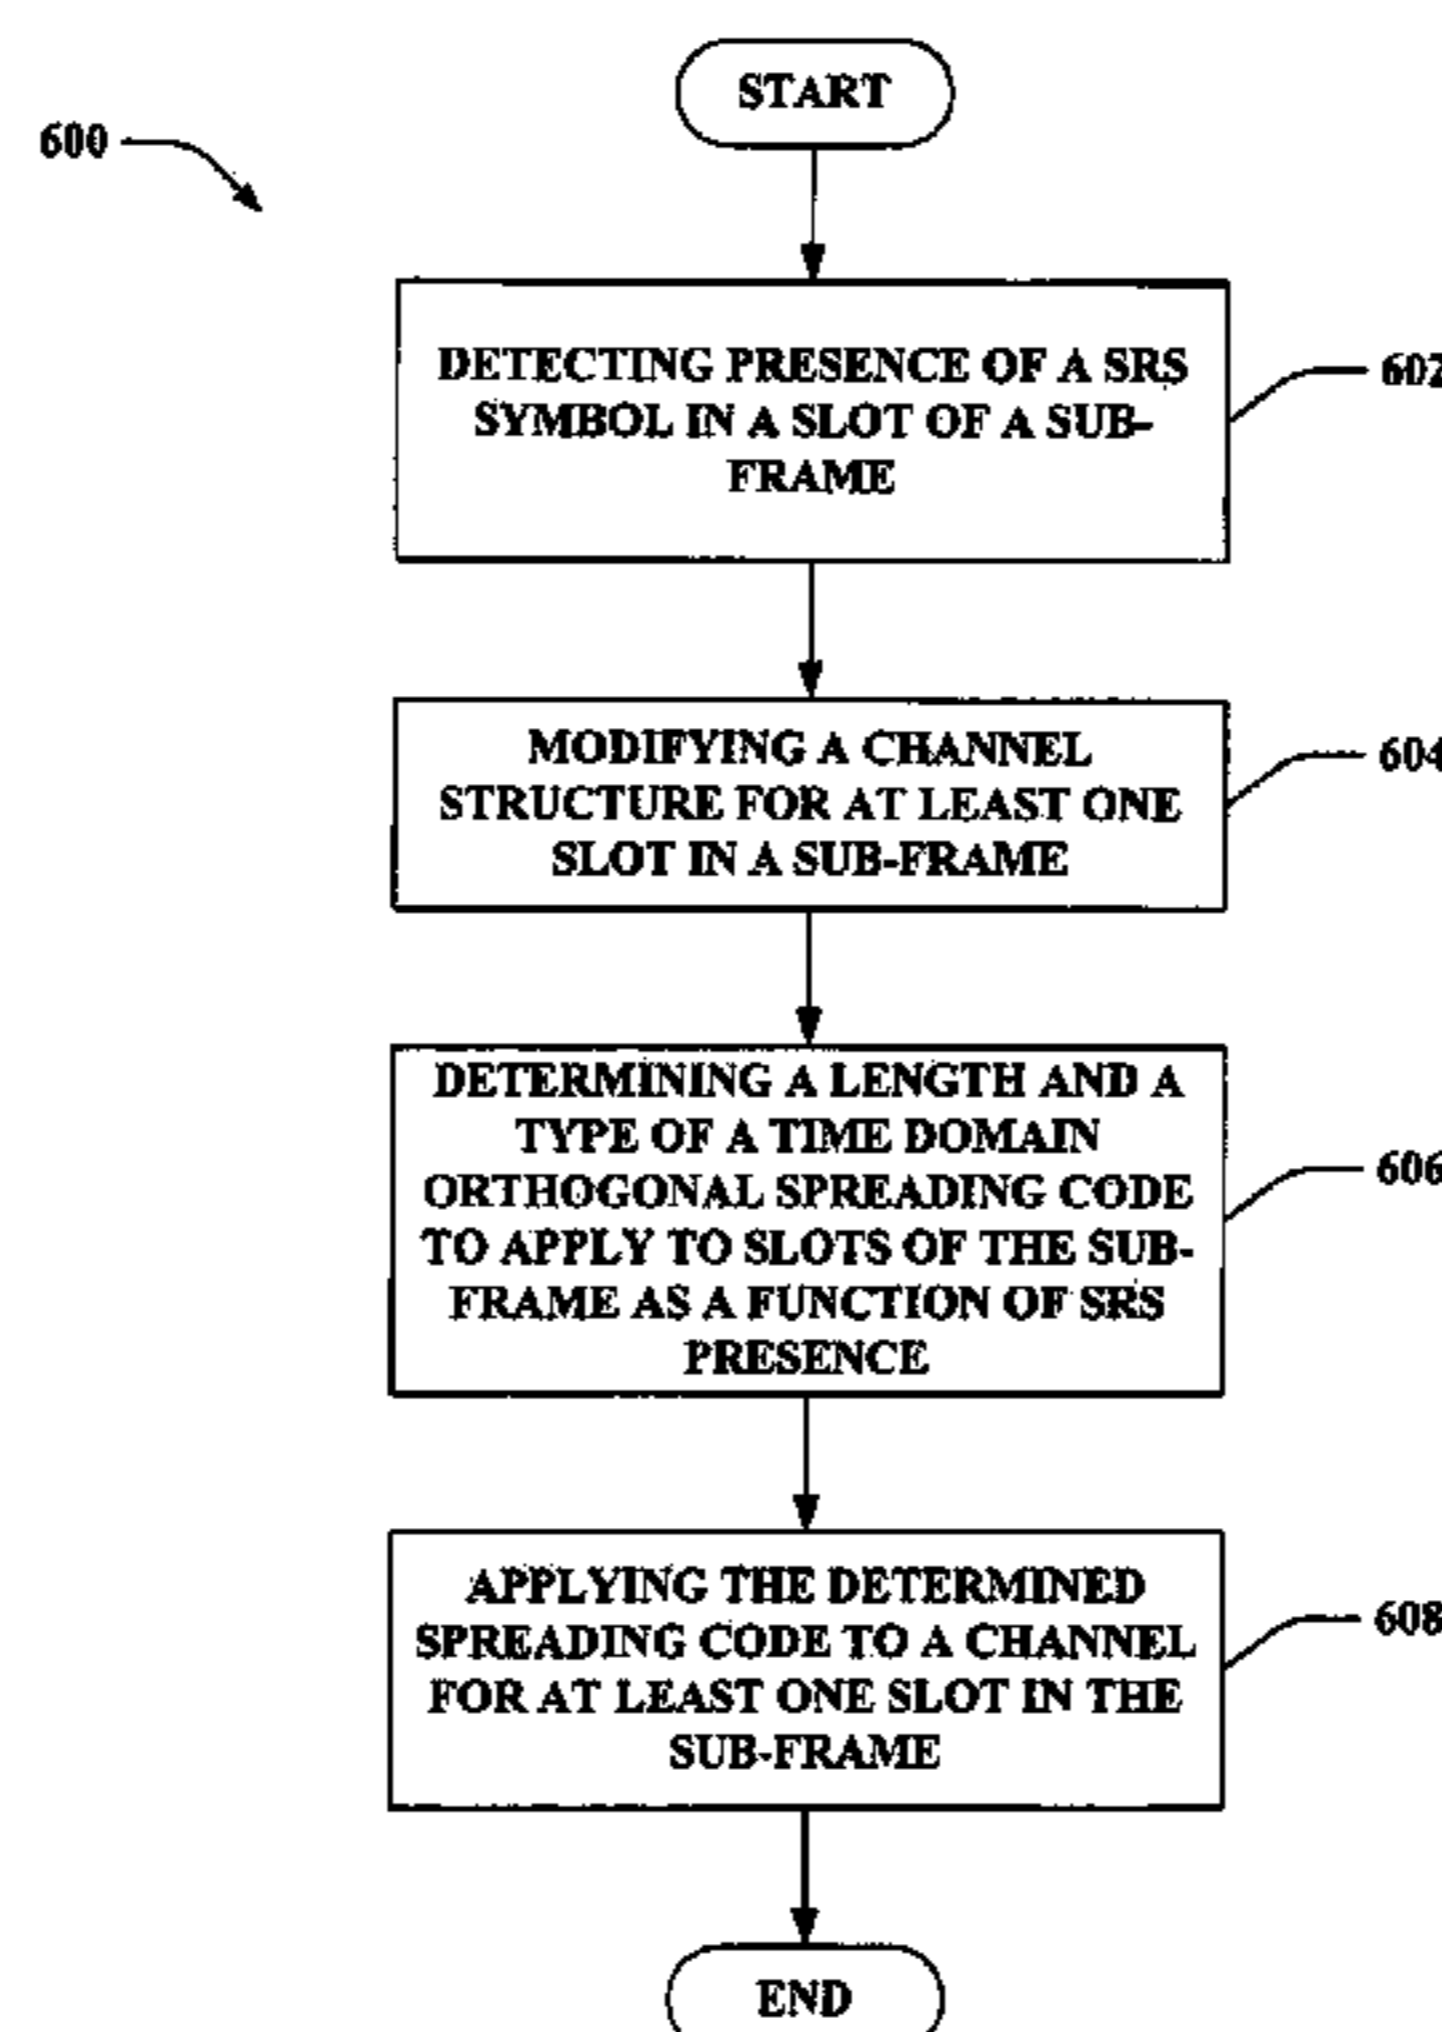 START
600
DETECTING PRESENCE OF A SRS
SYMBOL IN A SLOT OF A SUB-
FRAME
602
MODIFYING A CHANNEL
STRUCTURE FOR AT LEAST ONE
SLOT IN A SUB-FRAME
604
DETERMINING A LENGTH AND A
TYPE OF A TIME DOMAIN
ORTHOGONAL SPREADING CODE
TO APPLY TO SLOTS OF THE SUB-
FRAME AS A FUNCTION OF SRS
PRESENCE
606
APPLYING THE DETERMINED
SPREADING CODE TO A CHANNEL
FOR AT LEAST ONE SLOT IN THE
SUB-FRAME
608
END